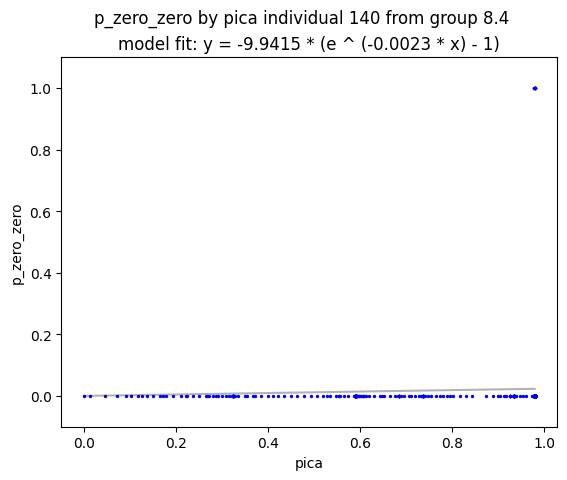 p_zero_zero by pica individual 140 from group 8.4
model fit: y = -9.9415 * (e ^ (-0.0023 * x) - 1)
1.0
0.8
0.6
0.4
0.2
0.0
p_zero_zero
0.0 0.2 0.4 0.6 0.8 1.0
pica